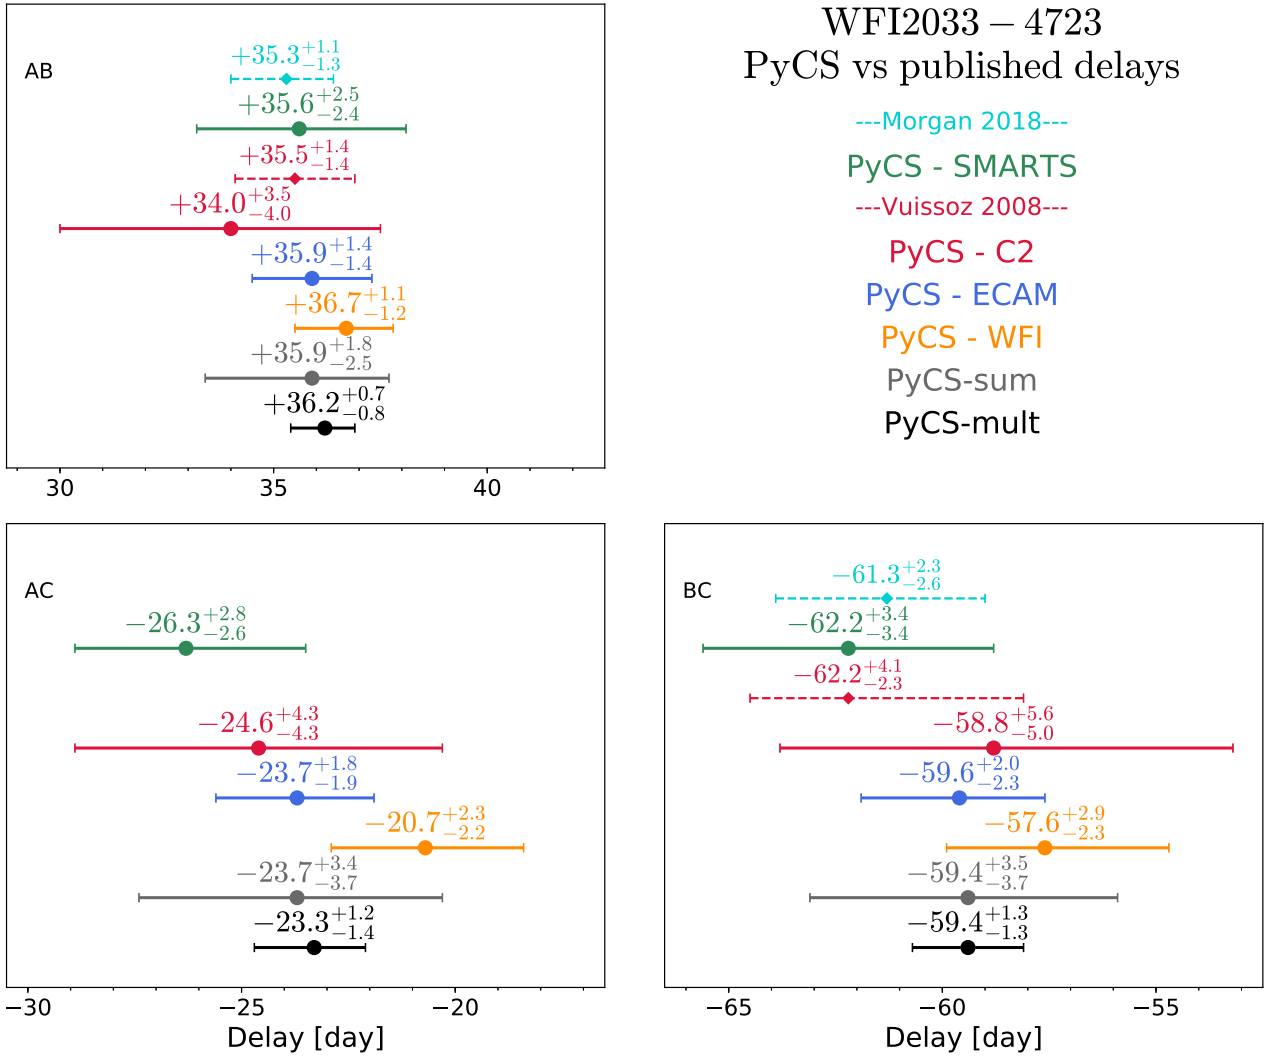 WFI2033 − 4723
PyCS vs published delays
---Morgan 2018---
PyCS - SMARTS
---Vuissoz 2008---
PyCS - C2
PyCS - ECAM
PyCS - WFI
PyCS-sum
PyCS-mult
AB
+35.3 +1.1 −1.3
+35.6 +2.5 −2.4
+35.5 +1.4 −1.4
+34.0 +3.5 −4.0
+35.9 +1.4 −1.4
+36.7 +1.1 −1.2
+35.9 +1.8 −2.5
+36.2 +0.7 −0.8
30 35 40
AC
−26.3 +2.8 −2.6
−24.6 +4.3 −4.3
−23.7 +1.8 −1.9
−20.7 +2.3 −2.2
−23.7 +3.4 −3.7
−23.3 +1.2 −1.4
−30 −25 −20
Delay [day]
BC
−61.3 +2.3 −2.6
−62.2 +3.4 −3.4
−62.2 +4.1 −2.3
−58.8 +5.6 −5.0
−59.6 +2.0 −2.3
−57.6 +2.9 −2.3
−59.4 +3.5 −3.7
−59.4 +1.3 −1.3
−65 −60 −55
Delay [day]